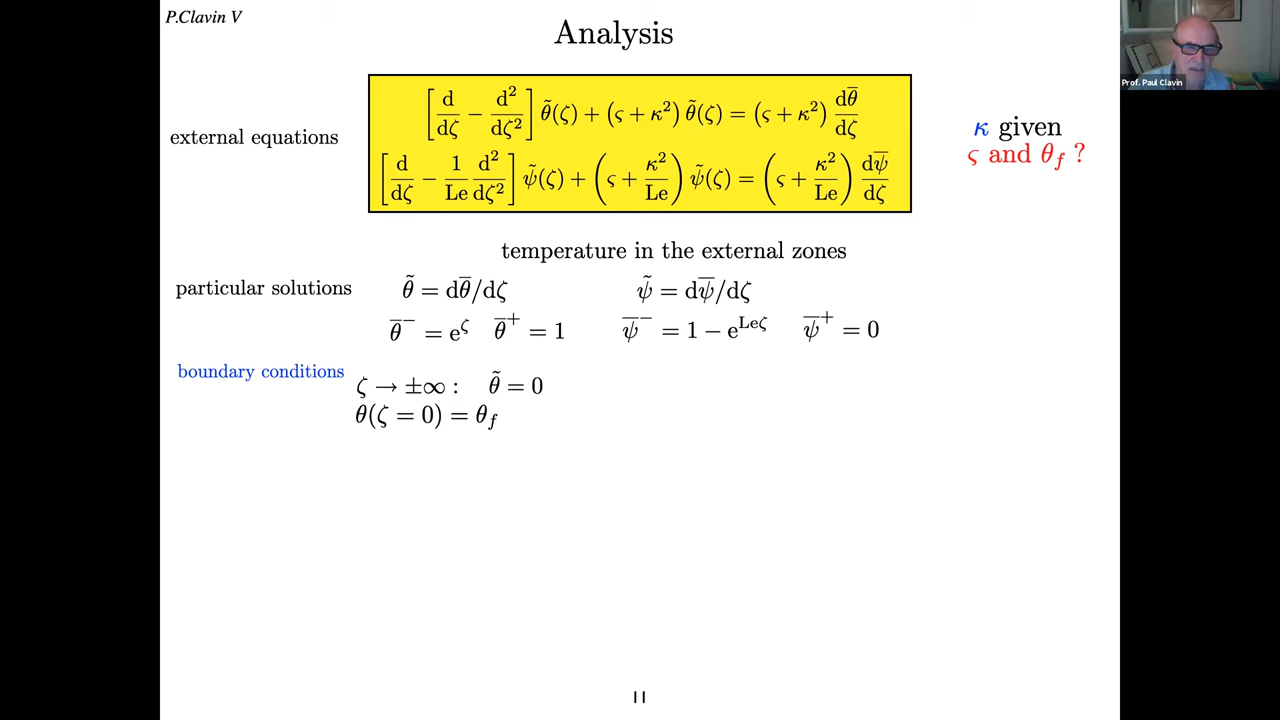 P.Clavin V
Analysis
Prof. Paul Clavin
external equations
[d/dζ − d²/dζ²] θ̃(ζ) + (ς + κ²) θ̃(ζ) = (ς + κ²) dθ̅/dζ
[d/dζ − 1/Le d²/dζ²] ψ̃(ζ) + (ς + κ²/Le) ψ̃(ζ) = (ς + κ²/Le) dψ̅/dζ
κ given
ς and θ_f ?
temperature in the external zones
particular solutions θ̃ = dθ̅/dζ ψ̃ = dψ̅/dζ
θ̅⁻ = e^ζ θ̅⁺ = 1 ψ̅⁻ = 1 − e^{Leζ} ψ̅⁺ = 0
boundary conditions ζ → ±∞ : θ̃ = 0
θ(ζ = 0) = θ_f
11